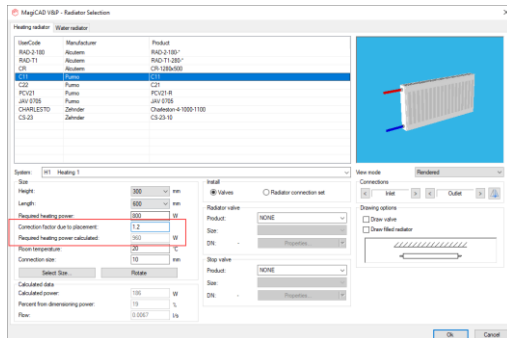 MagiCAD V&P - Radiator Selection
Heating radiator Water radiator
UserCode Manufacturer Product
RAD-2-180 Alcuterm RAD-2-180-*
RAD-T1 Alcuterm RAD-T1-280-*
CR Alcuterm CR-1280x600
C11 Purmo C11
C22 Purmo C21
PCV21 Purmo PCV21-R
JAV 0705 Zehnder JAV 0705
CHARLESTO Zehnder Charleston-4-1000-1100
CS-23 Zehnder CS-23-10
System: H1 Heating 1
View mode Rendered
Size
Height: 300 mm
Length: 600 mm
Required heating power: 800 W
Correction factor due to placement: 1.2
Required heating power calculated: 960 W
Room temperature: 20 °C
Connection size: 10 mm
Select Size... Rotate
Calculated data
Calculated power: 186 W
Percent from dimensioning power: 19 %
Flow: 0.0067 l/s
Install
Valves Radiator connection set
Radiator valve
Product: NONE
Size:
DN: - Properties...
Stop valve
Product: NONE
Size:
DN: - Properties...
Connections
< Inlet > < Outlet >
Drawing options
Draw valve
Draw filled radiator
Ok Cancel